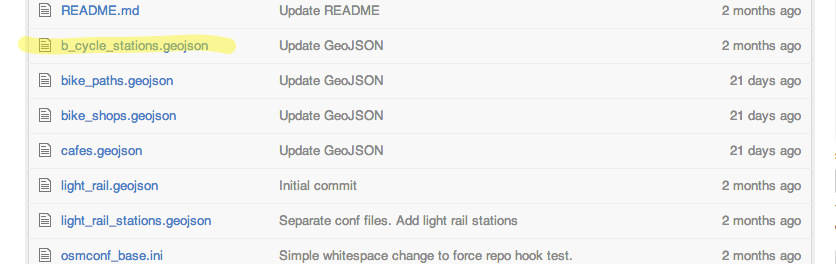 README.md Update README 2 months ago
b_cycle_stations.geojson Update GeoJSON 2 months ago
bike_paths.geojson Update GeoJSON 21 days ago
bike_shops.geojson Update GeoJSON 21 days ago
cafes.geojson Update GeoJSON 21 days ago
light_rail.geojson Initial commit 2 months ago
light_rail_stations.geojson Separate conf files. Add light rail stations 2 months ago
osmconf_base.ini Simple whitespace change to force repo hook test. 2 months ago